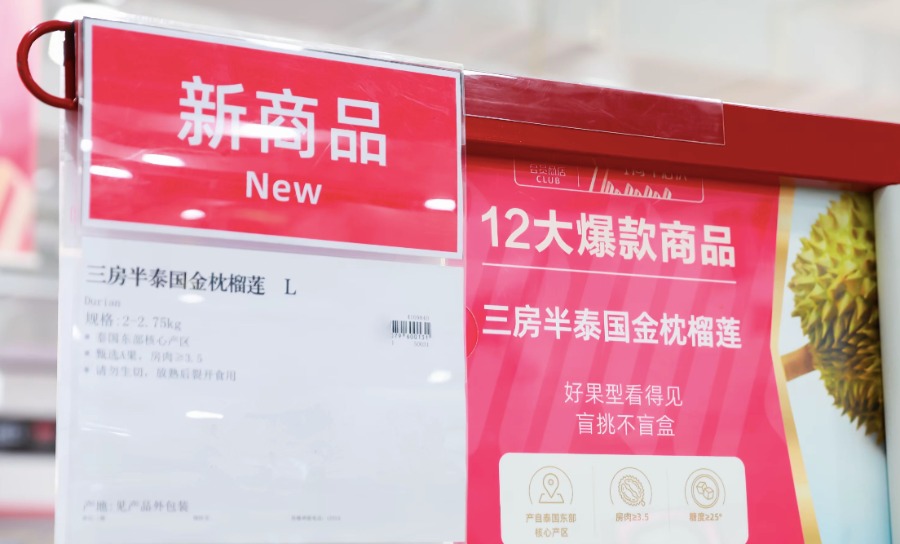 新商品
New
三房半泰国金枕榴莲 L
Durian
规格:2-2.75kg
* 泰国东部核心产区
* 甄选A果，房肉≥3.5
* 请勿生切，放熟后裂开食用
产地:见产品外包装
CLUB
12大爆款商品
三房半泰国金枕榴莲
好果型看得见
盲挑不盲盒
产自泰国东部
核心产区
房肉≥3.5
糖度≥25°